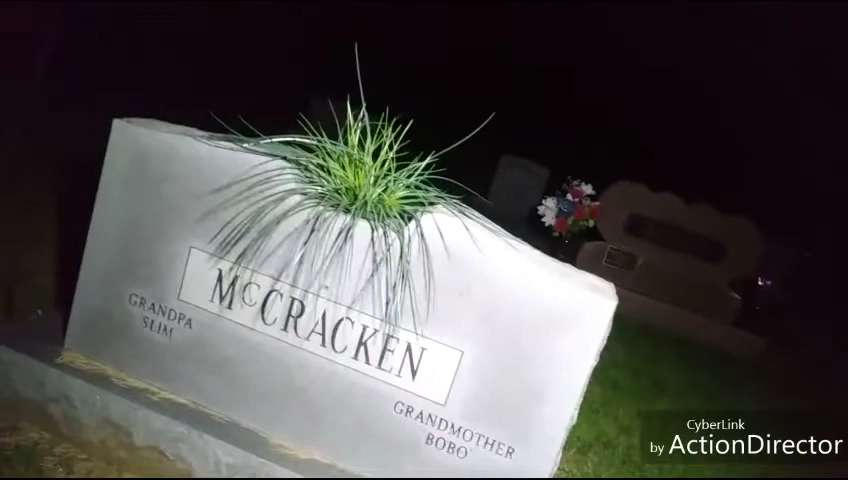 McCRACKEN
GRANDPA
SLIM
GRANDMOTHER
BOBO
CyberLink
by ActionDirector